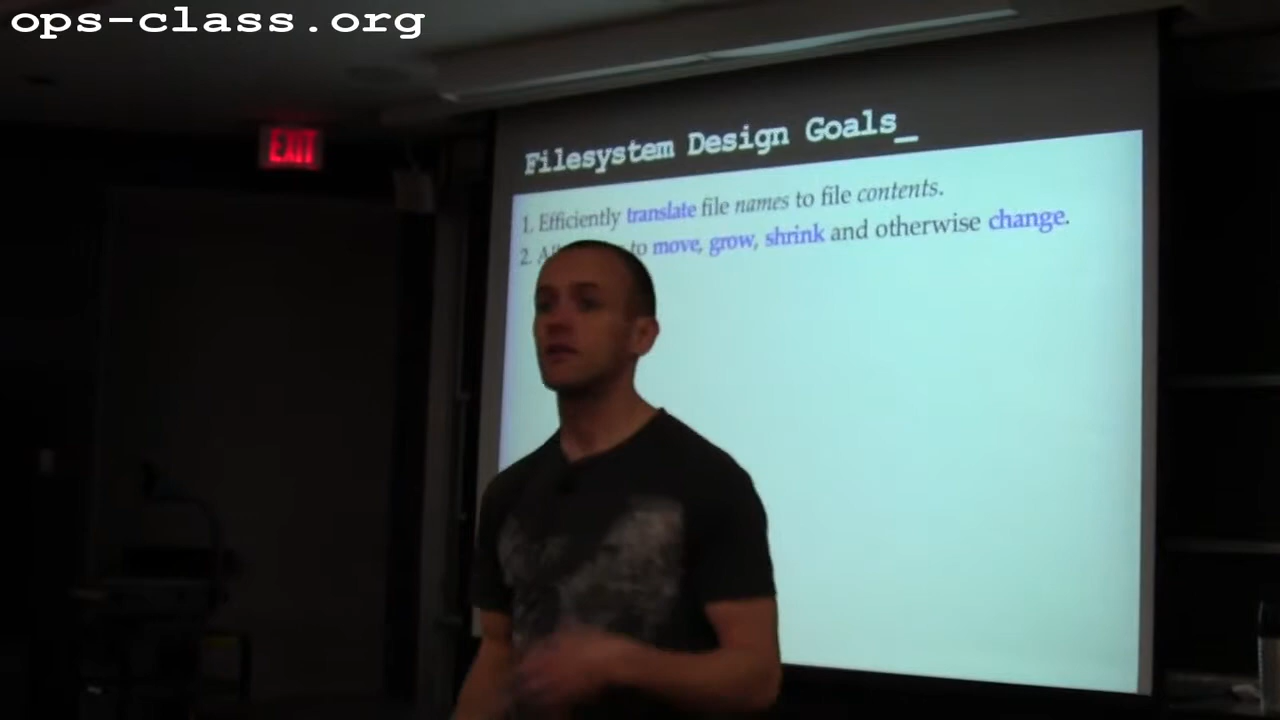 ops-class.org
EXIT
Filesystem Design Goals_
1. Efficiently translate file names to file contents.
2. to move, grow, shrink and otherwise change.